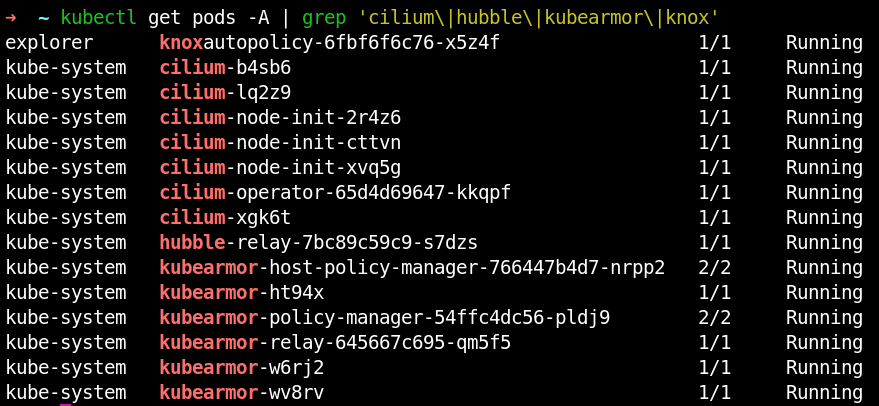 ➜  ~ kubectl get pods -A | grep 'cilium\|hubble\|kubearmor\|knox'
explorer      knoxautopolicy-6fbf6f6c76-x5z4f                  1/1     Running
kube-system   cilium-b4sb6                                     1/1     Running
kube-system   cilium-lq2z9                                     1/1     Running
kube-system   cilium-node-init-2r4z6                           1/1     Running
kube-system   cilium-node-init-cttvn                           1/1     Running
kube-system   cilium-node-init-xvq5g                           1/1     Running
kube-system   cilium-operator-65d4d69647-kkqpf                 1/1     Running
kube-system   cilium-xgk6t                                     1/1     Running
kube-system   hubble-relay-7bc89c59c9-s7dzs                    1/1     Running
kube-system   kubearmor-host-policy-manager-766447b4d7-nrpp2   2/2     Running
kube-system   kubearmor-ht94x                                  1/1     Running
kube-system   kubearmor-policy-manager-54ffc4dc56-pldj9        2/2     Running
kube-system   kubearmor-relay-645667c695-qm5f5                 1/1     Running
kube-system   kubearmor-w6rj2                                  1/1     Running
kube-system   kubearmor-wv8rv                                  1/1     Running